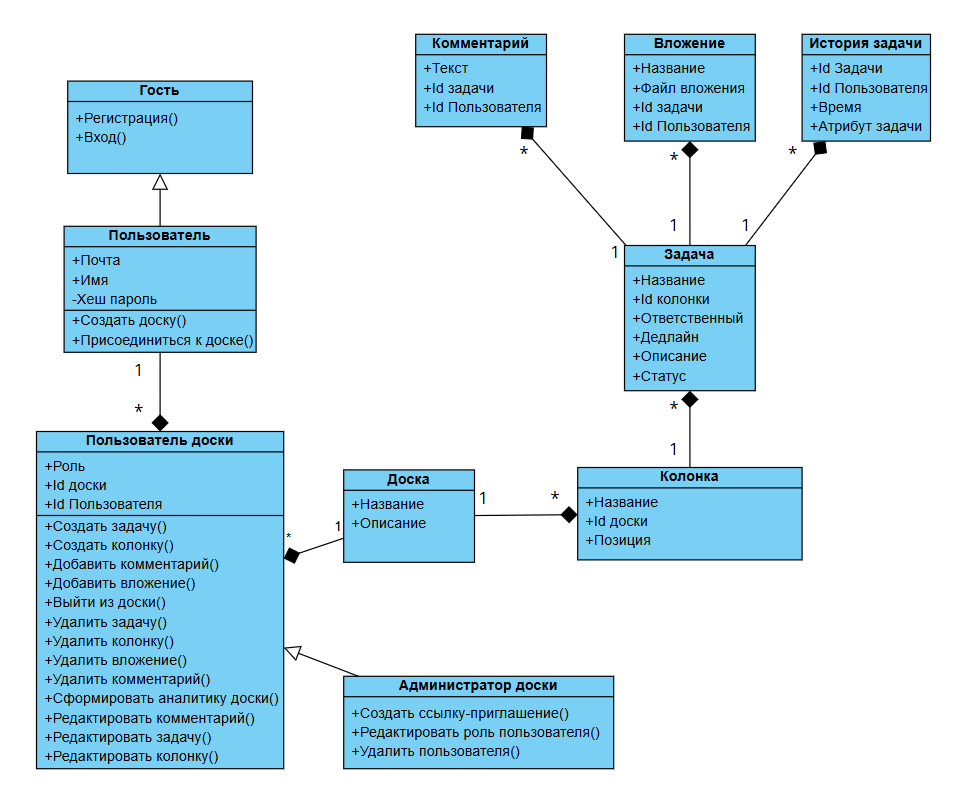 Комментарий
+Текст
+Id задачи
+Id Пользователя
*
Вложение
+Название
+Файл вложения
+Id задачи
+Id Пользователя
*
1
История задачи
+Id Задачи
+Id Пользователя
+Время
+Атрибут задачи
*
1
Гость
+Регистрация()
+Вход()
Пользователь
+Почта
+Имя
-Хеш пароль
+Создать доску()
+Присоединиться к доске()
1
*
1
Задача
+Название
+Id колонки
+Ответственный
+Дедлайн
+Описание
+Статус
*
1
Пользователь доски
+Роль
+Id доски
+Id Пользователя
+Создать задачу()
+Создать колонку()
+Добавить комментарий()
+Добавить вложение()
+Выйти из доски()
+Удалить задачу()
+Удалить колонку()
+Удалить вложение()
+Удалить комментарий()
+Сформировать аналитику доски()
+Редактировать комментарий()
+Редактировать задачу()
+Редактировать колонку()
*
1
Доска
+Название
+Описание
1
*
Колонка
+Название
+Id доски
+Позиция
Администратор доски
+Создать ссылку-приглашение()
+Редактировать роль пользователя()
+Удалить пользователя()